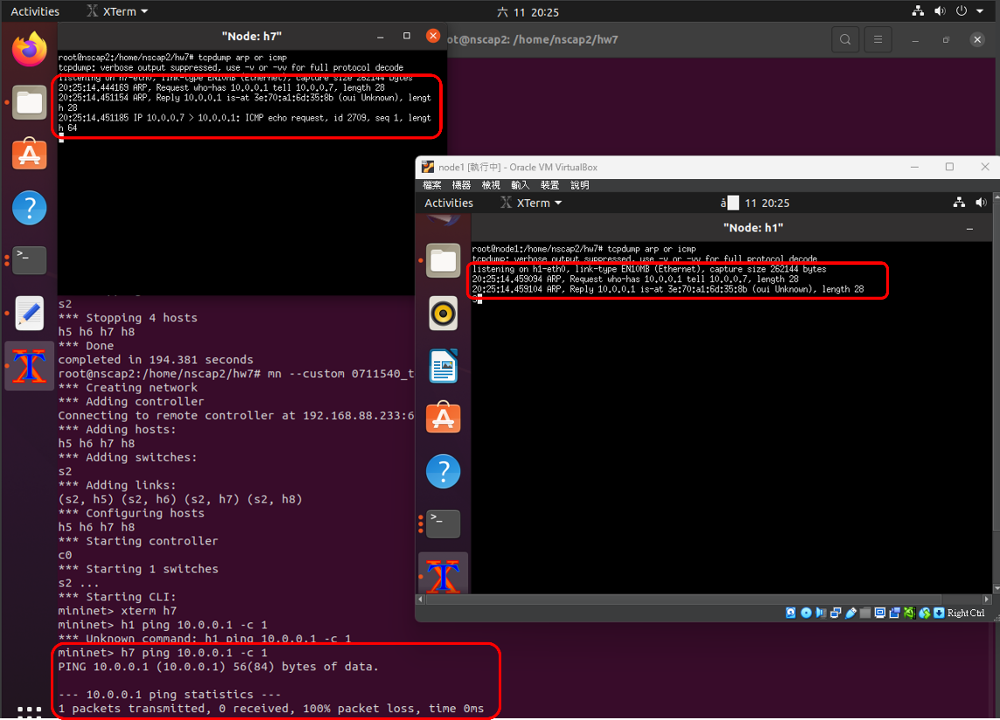 Activities
XTerm
六 11 20:25
"Node: h7"
ot@nscap2: /home/nscap2/hw7
root@nscap2:/home/nscap2/hw7# tcpdump arp or icmp
tcpdump: verbose output suppressed, use -v or -vv for full protocol decode
listening on h7-eth0, link-type EN10MB (Ethernet), capture size 262144 bytes
20:25:14.444169 ARP, Request who-has 10.0.0.1 tell 10.0.0.7, length 28
20:25:14.451154 ARP, Reply 10.0.0.1 is-at 3e:70:a1:6d:35:8b (oui Unknown), lengt
h 28
20:25:14.451185 IP 10.0.0.7 > 10.0.0.1: ICMP echo request, id 2709, seq 1, lengt
h 64
s2
*** Stopping 4 hosts
h5 h6 h7 h8
*** Done
completed in 194.381 seconds
root@nscap2:/home/nscap2/hw7# mn --custom 0711540_t
*** Creating network
*** Adding controller
Connecting to remote controller at 192.168.88.233:6
*** Adding hosts:
h5 h6 h7 h8
*** Adding switches:
s2
*** Adding links:
(s2, h5) (s2, h6) (s2, h7) (s2, h8)
*** Configuring hosts
h5 h6 h7 h8
*** Starting controller
c0
*** Starting 1 switches
s2 ...
*** Starting CLI:
mininet> xterm h7
mininet> h1 ping 10.0.0.1 -c 1
*** Unknown command: h1 ping 10.0.0.1 -c 1
mininet> h7 ping 10.0.0.1 -c 1
PING 10.0.0.1 (10.0.0.1) 56(84) bytes of data.
--- 10.0.0.1 ping statistics ---
1 packets transmitted, 0 received, 100% packet loss, time 0ms
node1 [執行中] - Oracle VM VirtualBox
檔案 機器 檢視 輸入 裝置 說明
Activities
XTerm
11 20:25
"Node: h1"
root@node1:/home/nscap2/hw7# tcpdump arp or icmp
tcpdump: verbose output suppressed, use -v or -vv for full protocol decode
listening on h1-eth0, link-type EN10MB (Ethernet), capture size 262144 bytes
20:25:14.459094 ARP, Request who-has 10.0.0.1 tell 10.0.0.7, length 28
20:25:14.459104 ARP, Reply 10.0.0.1 is-at 3e:70:a1:6d:35:8b (oui Unknown), length 28
Right Ctrl